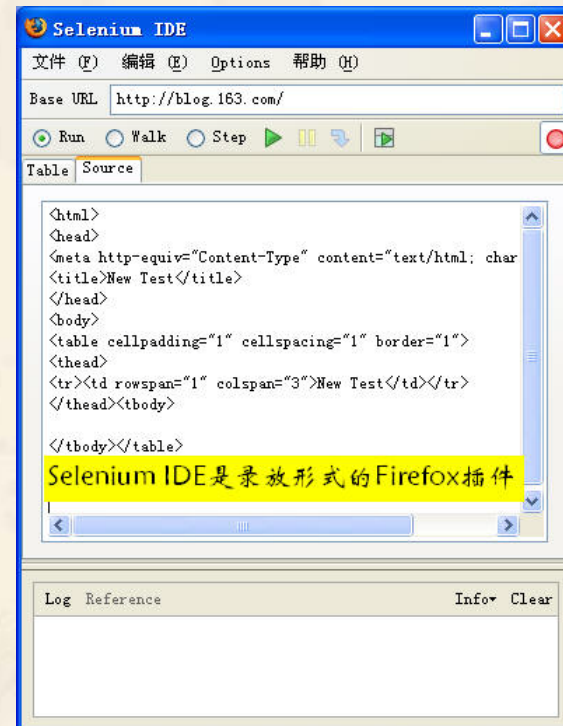 Selenium IDE
文件 (F) 编辑 (E) Options 帮助 (H)
Base URL http://blog.163.com/
Run Walk Step
Table Source
<html>
<head>
<meta http-equiv="Content-Type" content="text/html; char
<title>New Test</title>
</head>
<body>
<table cellpadding="1" cellspacing="1" border="1">
<thead>
<tr><td rowspan="1" colspan="3">New Test</td></tr>
</thead><tbody>
</tbody></table>
Selenium IDE是录放形式的Firefox插件
Log Reference Info Clear